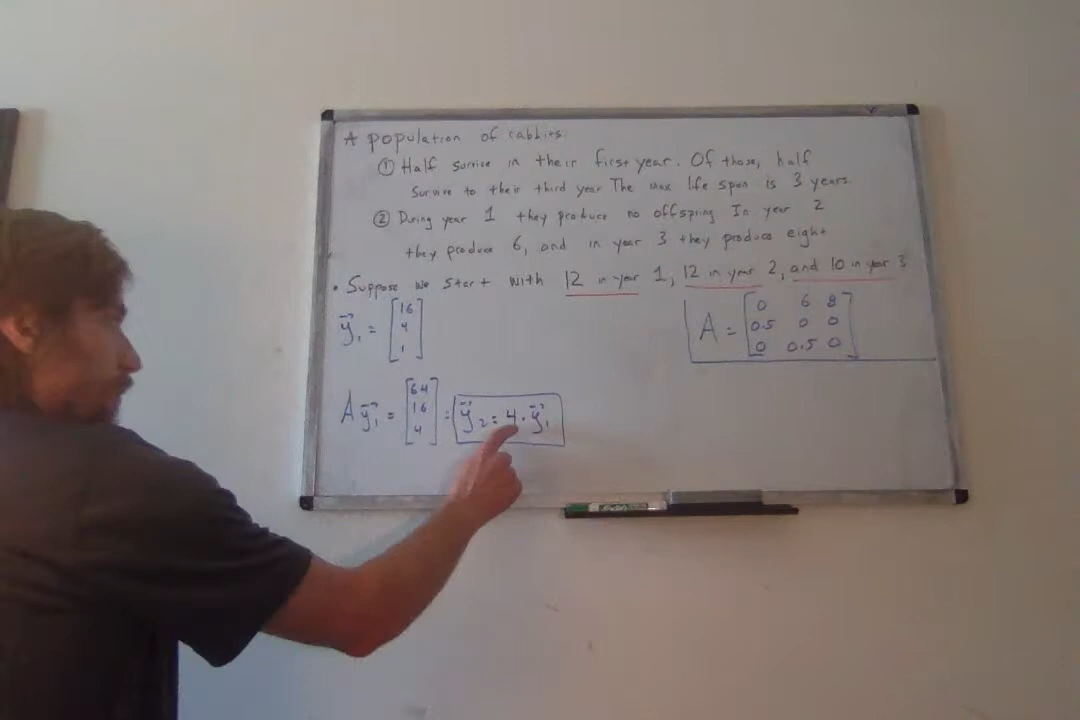 A population of rabbits.
① Half survive in their first year. Of those, half
survive to their third year The max life span is 3 years.
② During year 1 they produce no offspring In year 2
they produce 6, and in year 3 they produce eight
• Suppose we start with 12 in year 1, 12 in year 2, and 10 in year 3
y⃗₁ = [16 4 1]
A = [0 6 8; 0.5 0 0; 0 0.5 0]
A y⃗₁ = [64 16 4] = y⃗₂ = 4 · y⃗₁